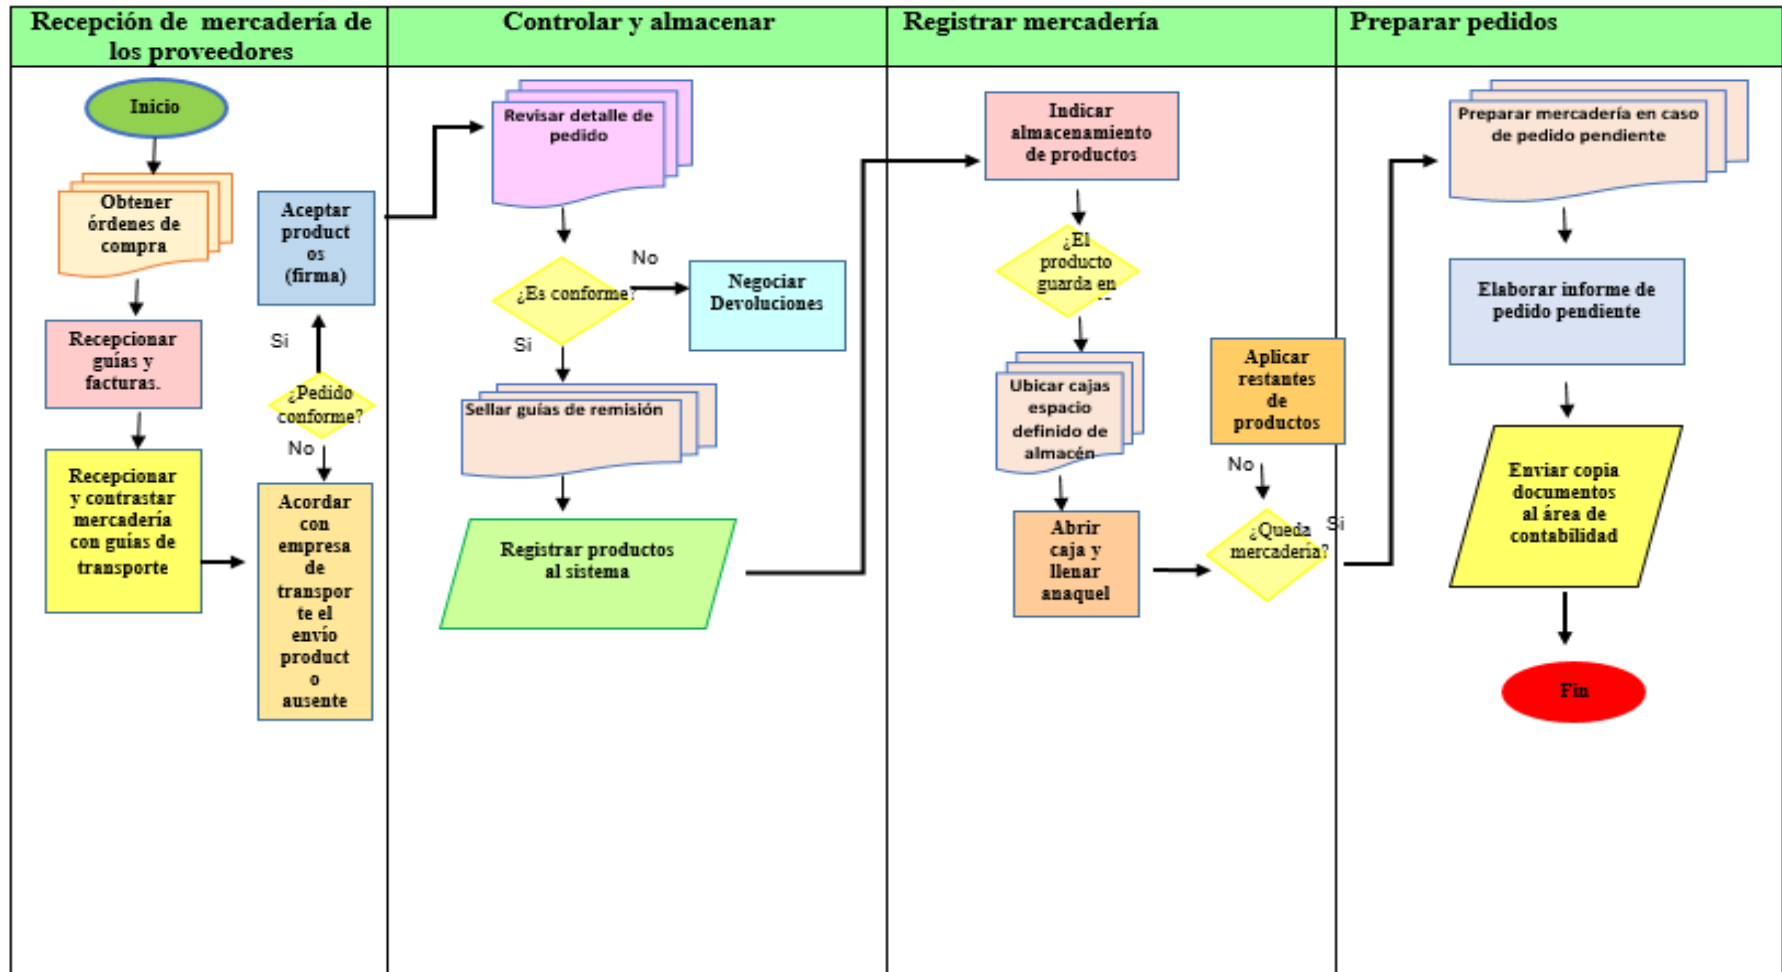 Recepción de mercadería de
los proveedores
Controlar y almacenar
Registrar mercadería
Preparar pedidos
Inicio
Obtener
órdenes de
compra
Recepcionar
guías y
facturas.
Recepcionar
y contrastar
mercadería
con guías de
transporte
Aceptar
product
os
(firma)
Si
¿Pedido
conforme?
No
Acordar
con
empresa
de
transpor
te el
envío
product
o
ausente
Revisar detalle de
pedido
¿Es conforme?
No
Negociar
Devoluciones
Si
Sellar guías de remisión
Registrar productos
al sistema
Indicar
almacenamiento
de productos
¿El
producto
guarda en
Ubicar cajas
espacio
definido de
almacén
Abrir
caja y
llenar
anaquel
Aplicar
restantes
de
productos
No
¿Queda
mercadería?
Si
Preparar mercadería en caso
de pedido pendiente
Elaborar informe de
pedido pendiente
Enviar copia
documentos
al área de
contabilidad
Fin